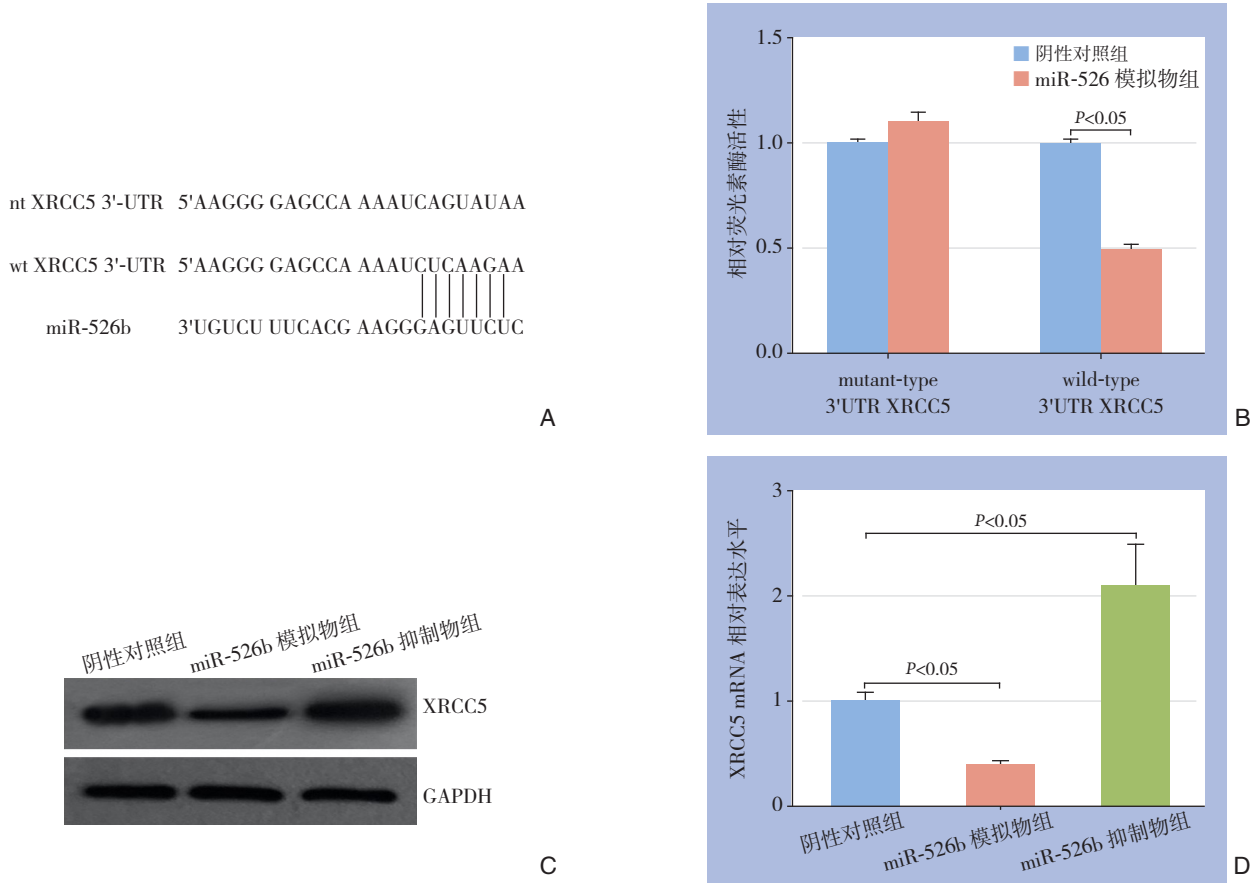 nt XRCC5 3'-UTR 5'AAGGG GAGCCA AAAUCAGUAUAA
wt XRCC5 3'-UTR 5'AAGGG GAGCCA AAAUCUCAAGAA
miR-526b 3'UGUCU UUCACG AAGGGAGUUCUC
A
1.5
1.0
0.5
0.0
相对荧光素酶活性
阴性对照组
miR-526 模拟物组
P<0.05
mutant-type
3'UTR XRCC5
wild-type
3'UTR XRCC5
B
阴性对照组
miR-526b 模拟物组
miR-526b 抑制物组
XRCC5
GAPDH
C
3
2
1
0
XRCC5 mRNA 相对表达水平
P<0.05
P<0.05
阴性对照组
miR-526b 模拟物组
miR-526b 抑制物组
D